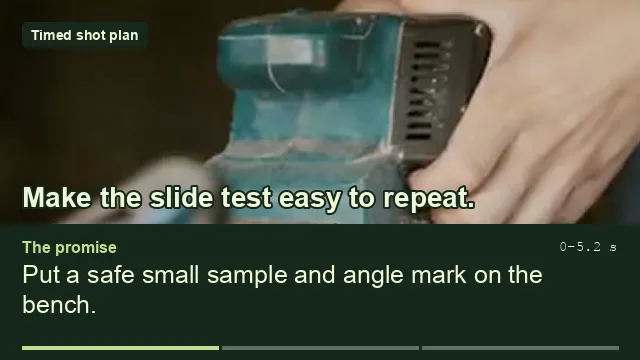 Timed shot plan
Make the slide test easy to repeat.
The promise
0–5.2 s
Put a safe small sample and angle mark on the
bench.